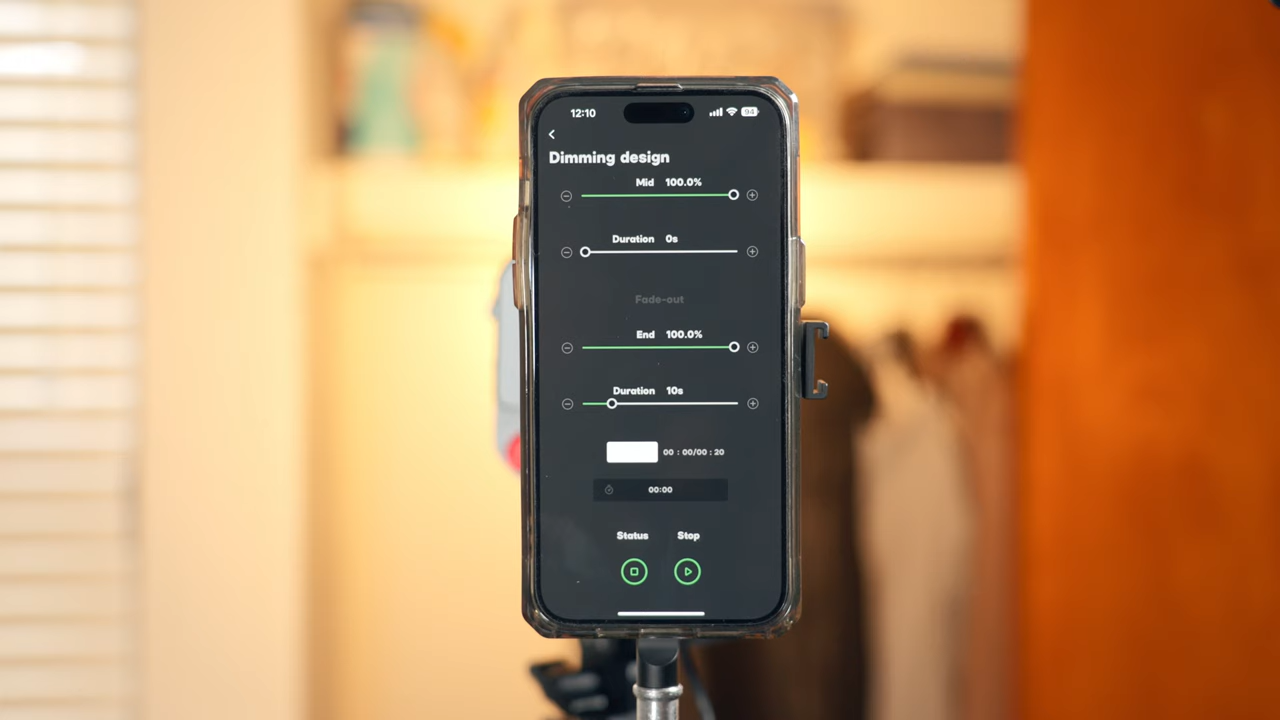 12:10 94
Dimming design
Mid 100.0%
Duration 0s
Fade-out
End 100.0%
Duration 10s
00 : 00/00 : 20
00:00
Status Stop